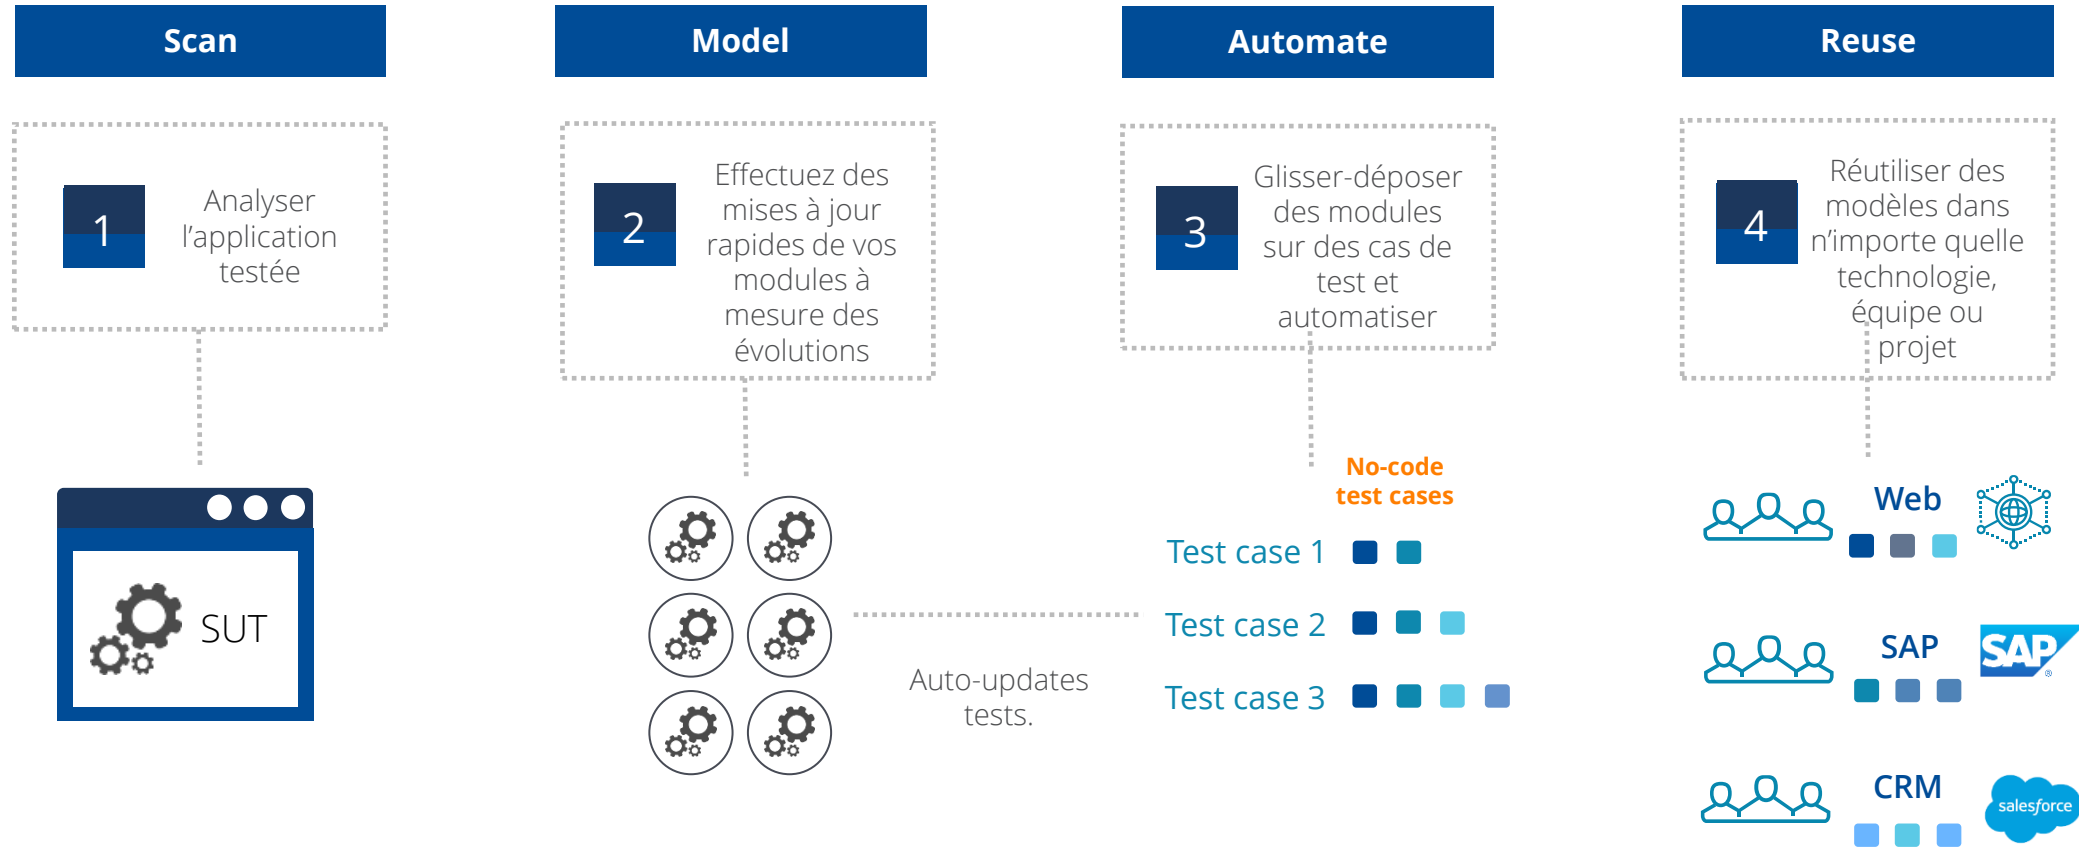 Scan
1
Analyser
l’application
testée
SUT
Model
2
Effectuez des
mises à jour
rapides de vos
modules à
mesure des
évolutions
Auto-updates
tests.
Automate
3
Glisser-déposer
des modules
sur des cas de
test et
automatiser
No-code
test cases
Test case 1
Test case 2
Test case 3
Reuse
4
Réutiliser des
modèles dans
n’importe quelle
technologie,
équipe ou
projet
Web
SAP
SAP ®
CRM
salesforce